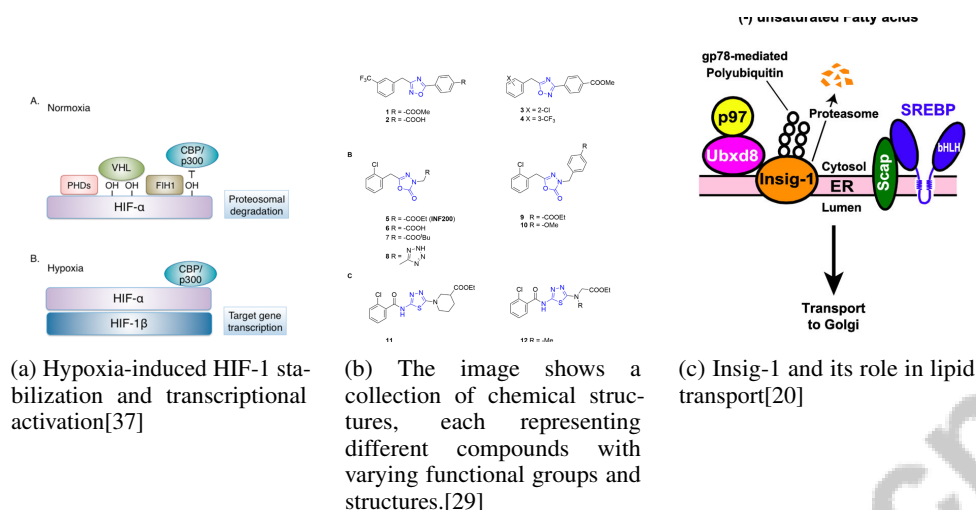 A.
Normoxia
VHL
CBP/
p300
PHDs
OH OH
FIH1
OH
HIF-α
Proteosomal
degradation
B.
Hypoxia
CBP/
p300
HIF-α
HIF-1β
Target gene
transcription
(a) Hypoxia-induced HIF-1 sta-
bilization and transcriptional
activation[37]
F₃C
N
O-N
R
1 R = -COOMe
2 R = -COOH
X
N
O-N
COOMe
3 X = 2-Cl
4 X = 3-CF₃
B
Cl
N-N
O
O
R
5 R = -COOEt (INF200)
6 R = -COOH
7 R = -COOᵗBu
8 R =
N-NH
N
N
R
Cl
N-N
O
O
9 R = -COOEt
10 R = -OMe
C
Cl
O
N-N
N
H
S
N
COOEt
11
Cl
O
N-N
N
H
S
N
R
COOEt
12 R = -Me
(b) The image shows a
collection of chemical struc-
tures, each representing
different compounds with
varying functional groups and
structures.[29]
(-) unsaturated Fatty acids
gp78-mediated
Polyubiquitin
Proteasome
SREBP
p97
Ubxd8
Insig-1
Cytosol
ER
Lumen
Scap
bHLH
Transport
to Golgi
(c) Insig-1 and its role in lipid
transport[20]